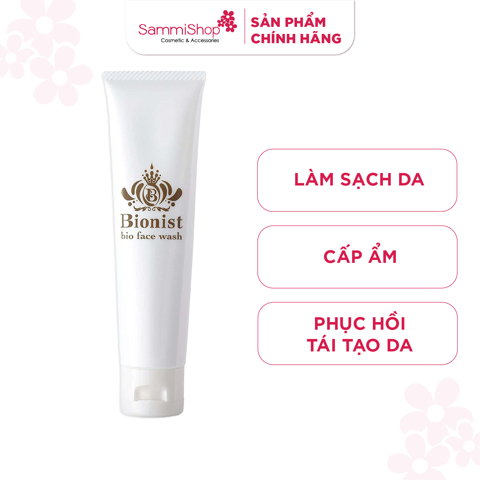 SammiShop
Cosmetic & Accessories
SẢN PHẨM
CHÍNH HÃNG
B
Bionist
bio face wash
LÀM SẠCH DA
CẤP ẨM
PHỤC HỒI
TÁI TẠO DA